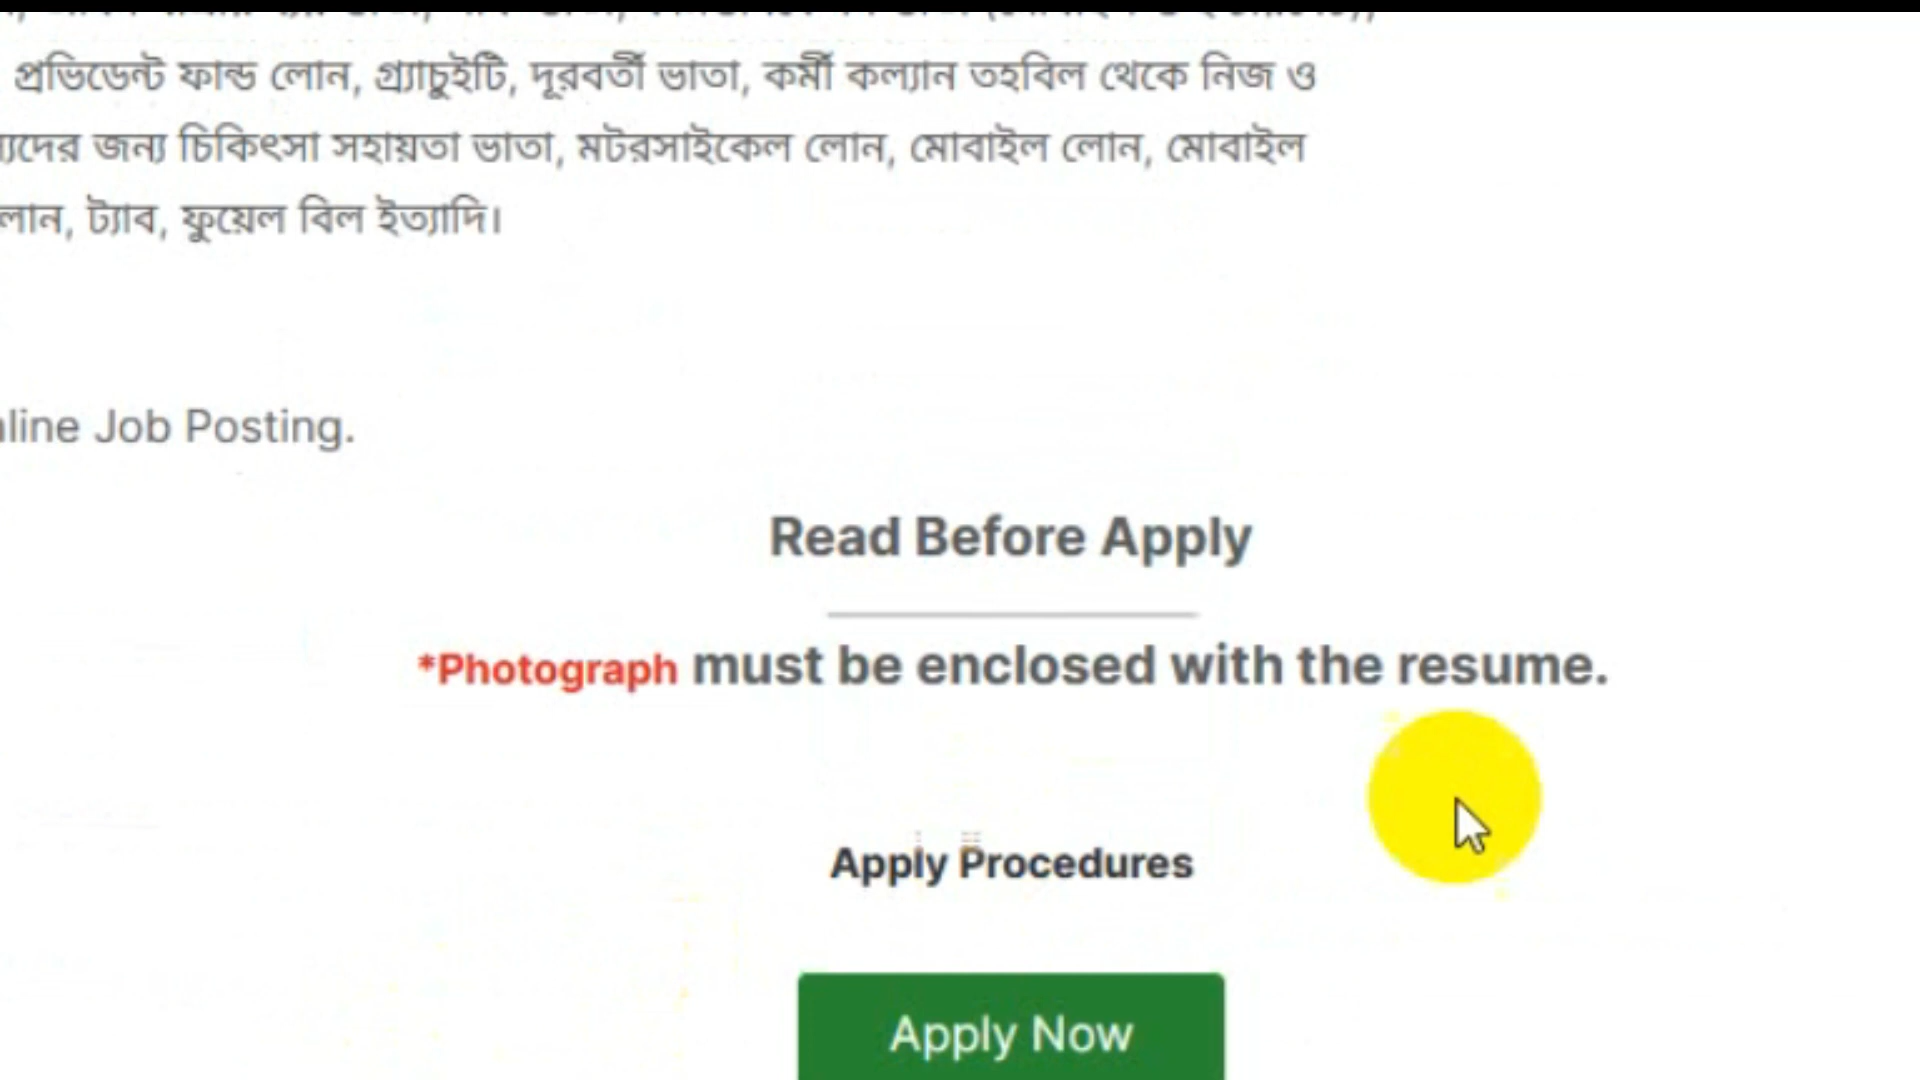 প্রভিডেন্ট ফান্ড লোন, গ্র্যাচুইটি, দূরবর্তী ভাতা, কর্মী কল্যান তহবিল থেকে নিজ ও
জন্য চিকিৎসা সহায়তা ভাতা, মটরসাইকেল লোন, মোবাইল লোন, মোবাইল
ট্যাব, ফুয়েল বিল ইত্যাদি।
Job Posting.
Read Before Apply
*Photograph must be enclosed with the resume.
Apply Procedures
Apply Now